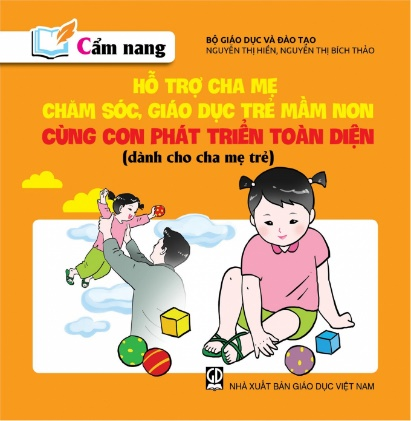 Cẩm nang
BỘ GIÁO DỤC VÀ ĐÀO TẠO
NGUYỄN THỊ HIỀN, NGUYỄN THỊ BÍCH THẢO
HỖ TRỢ CHA MẸ
CHĂM SÓC, GIÁO DỤC TRẺ MẦM NON
CÙNG CON PHÁT TRIỂN TOÀN DIỆN
(dành cho cha mẹ trẻ)
GD
NHÀ XUẤT BẢN GIÁO DỤC VIỆT NAM